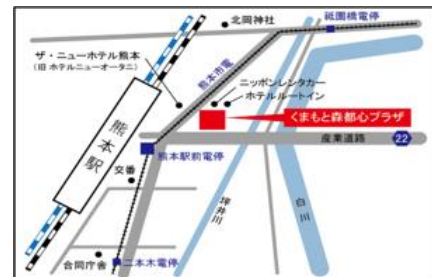 北岡神社
祗園橋電停
ザ・ニューホテル熊本
(旧 ホテルニューオータニ)
熊本市電
ニッポンレンタカー
ホテルルートイン
くまもと森都心プラザ
熊本駅
産業道路
22
熊本駅前電停
交番
坪井川
白川
合同庁舎
二本木電停